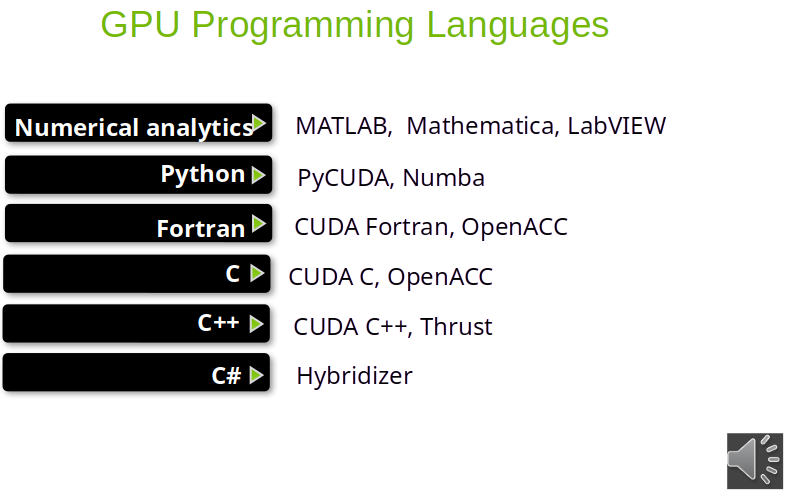 GPU Programming Languages
Numerical analytics MATLAB, Mathematica, LabVIEW
Python PyCUDA, Numba
Fortran CUDA Fortran, OpenACC
C CUDA C, OpenACC
C++ CUDA C++, Thrust
C# Hybridizer